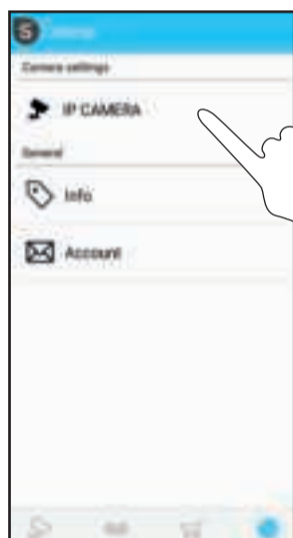 S
Camera settings
IP CAMERA
General
Info
Account